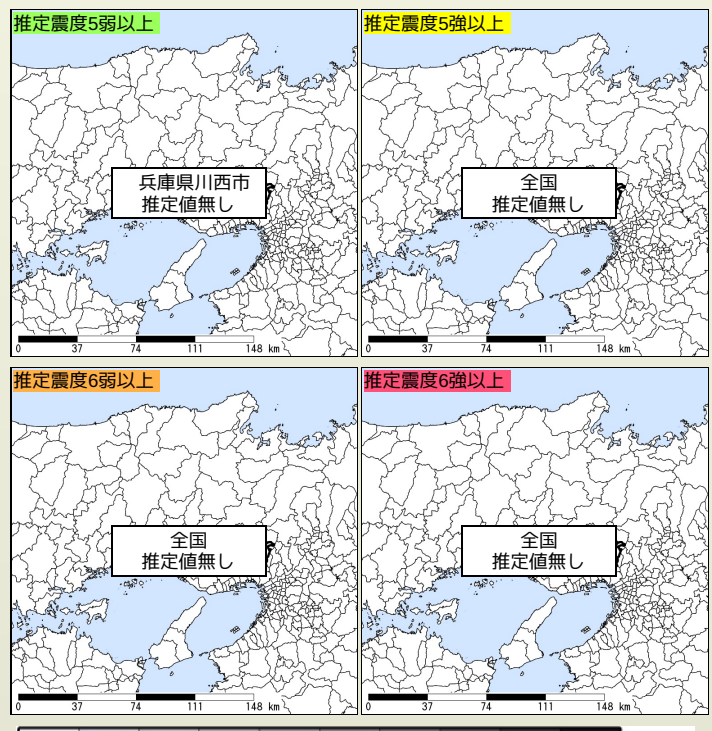 推定震度5弱以上
兵庫県川西市
推定値無し
0 37 74 111 148 km
推定震度5強以上
全国
推定値無し
0 37 74 111 148 km
推定震度6弱以上
全国
推定値無し
0 37 74 111 148 km
推定震度6強以上
全国
推定値無し
0 37 74 111 148 km